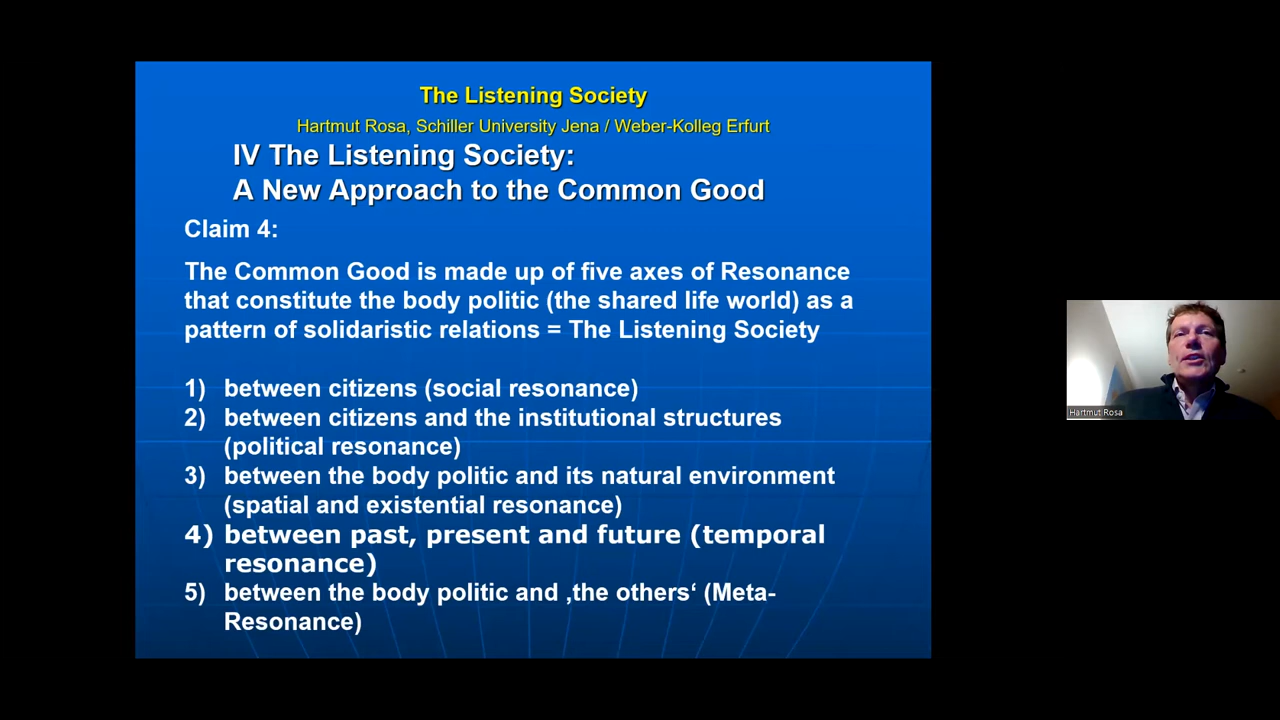 The Listening Society
Hartmut Rosa, Schiller University Jena / Weber-Kolleg Erfurt
IV The Listening Society:
A New Approach to the Common Good
Claim 4:
The Common Good is made up of five axes of Resonance
that constitute the body politic (the shared life world) as a
pattern of solidaristic relations = The Listening Society
1) between citizens (social resonance)
2) between citizens and the institutional structures
(political resonance)
3) between the body politic and its natural environment
(spatial and existential resonance)
4) between past, present and future (temporal
resonance)
5) between the body politic and ‚the others‘ (Meta-
Resonance)
Hartmut Rosa